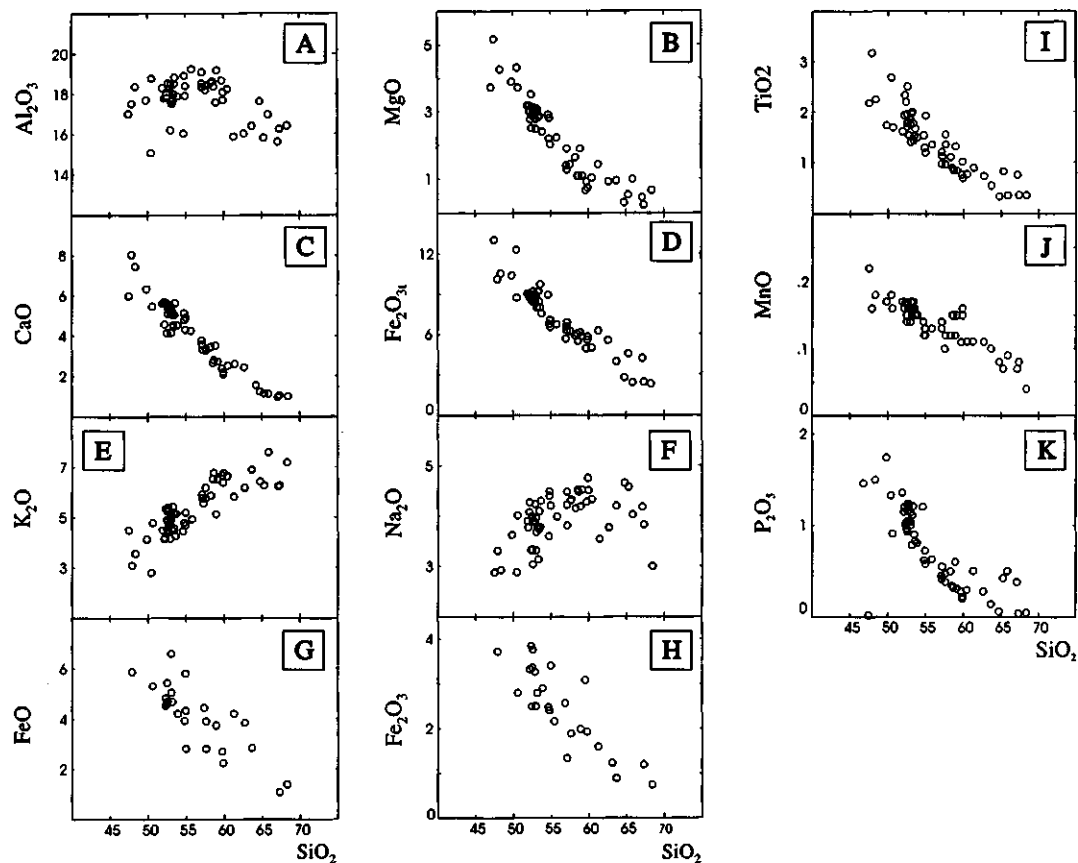 A
Al₂O₃
20
18
16
14
B
MgO
5
3
1
I
TiO2
3
2
1
C
CaO
8
6
4
2
D
Fe₂O₃ₜ
12
6
0
J
MnO
.2
.1
0
E
K₂O
7
5
3
F
Na₂O
5
4
3
K
P₂O₅
2
1
0
45 50 55 60 65 70
SiO₂
G
FeO
6
4
2
45 50 55 60 65 70
SiO₂
H
Fe₂O₃
4
2
0
45 50 55 60 65 70
SiO₂